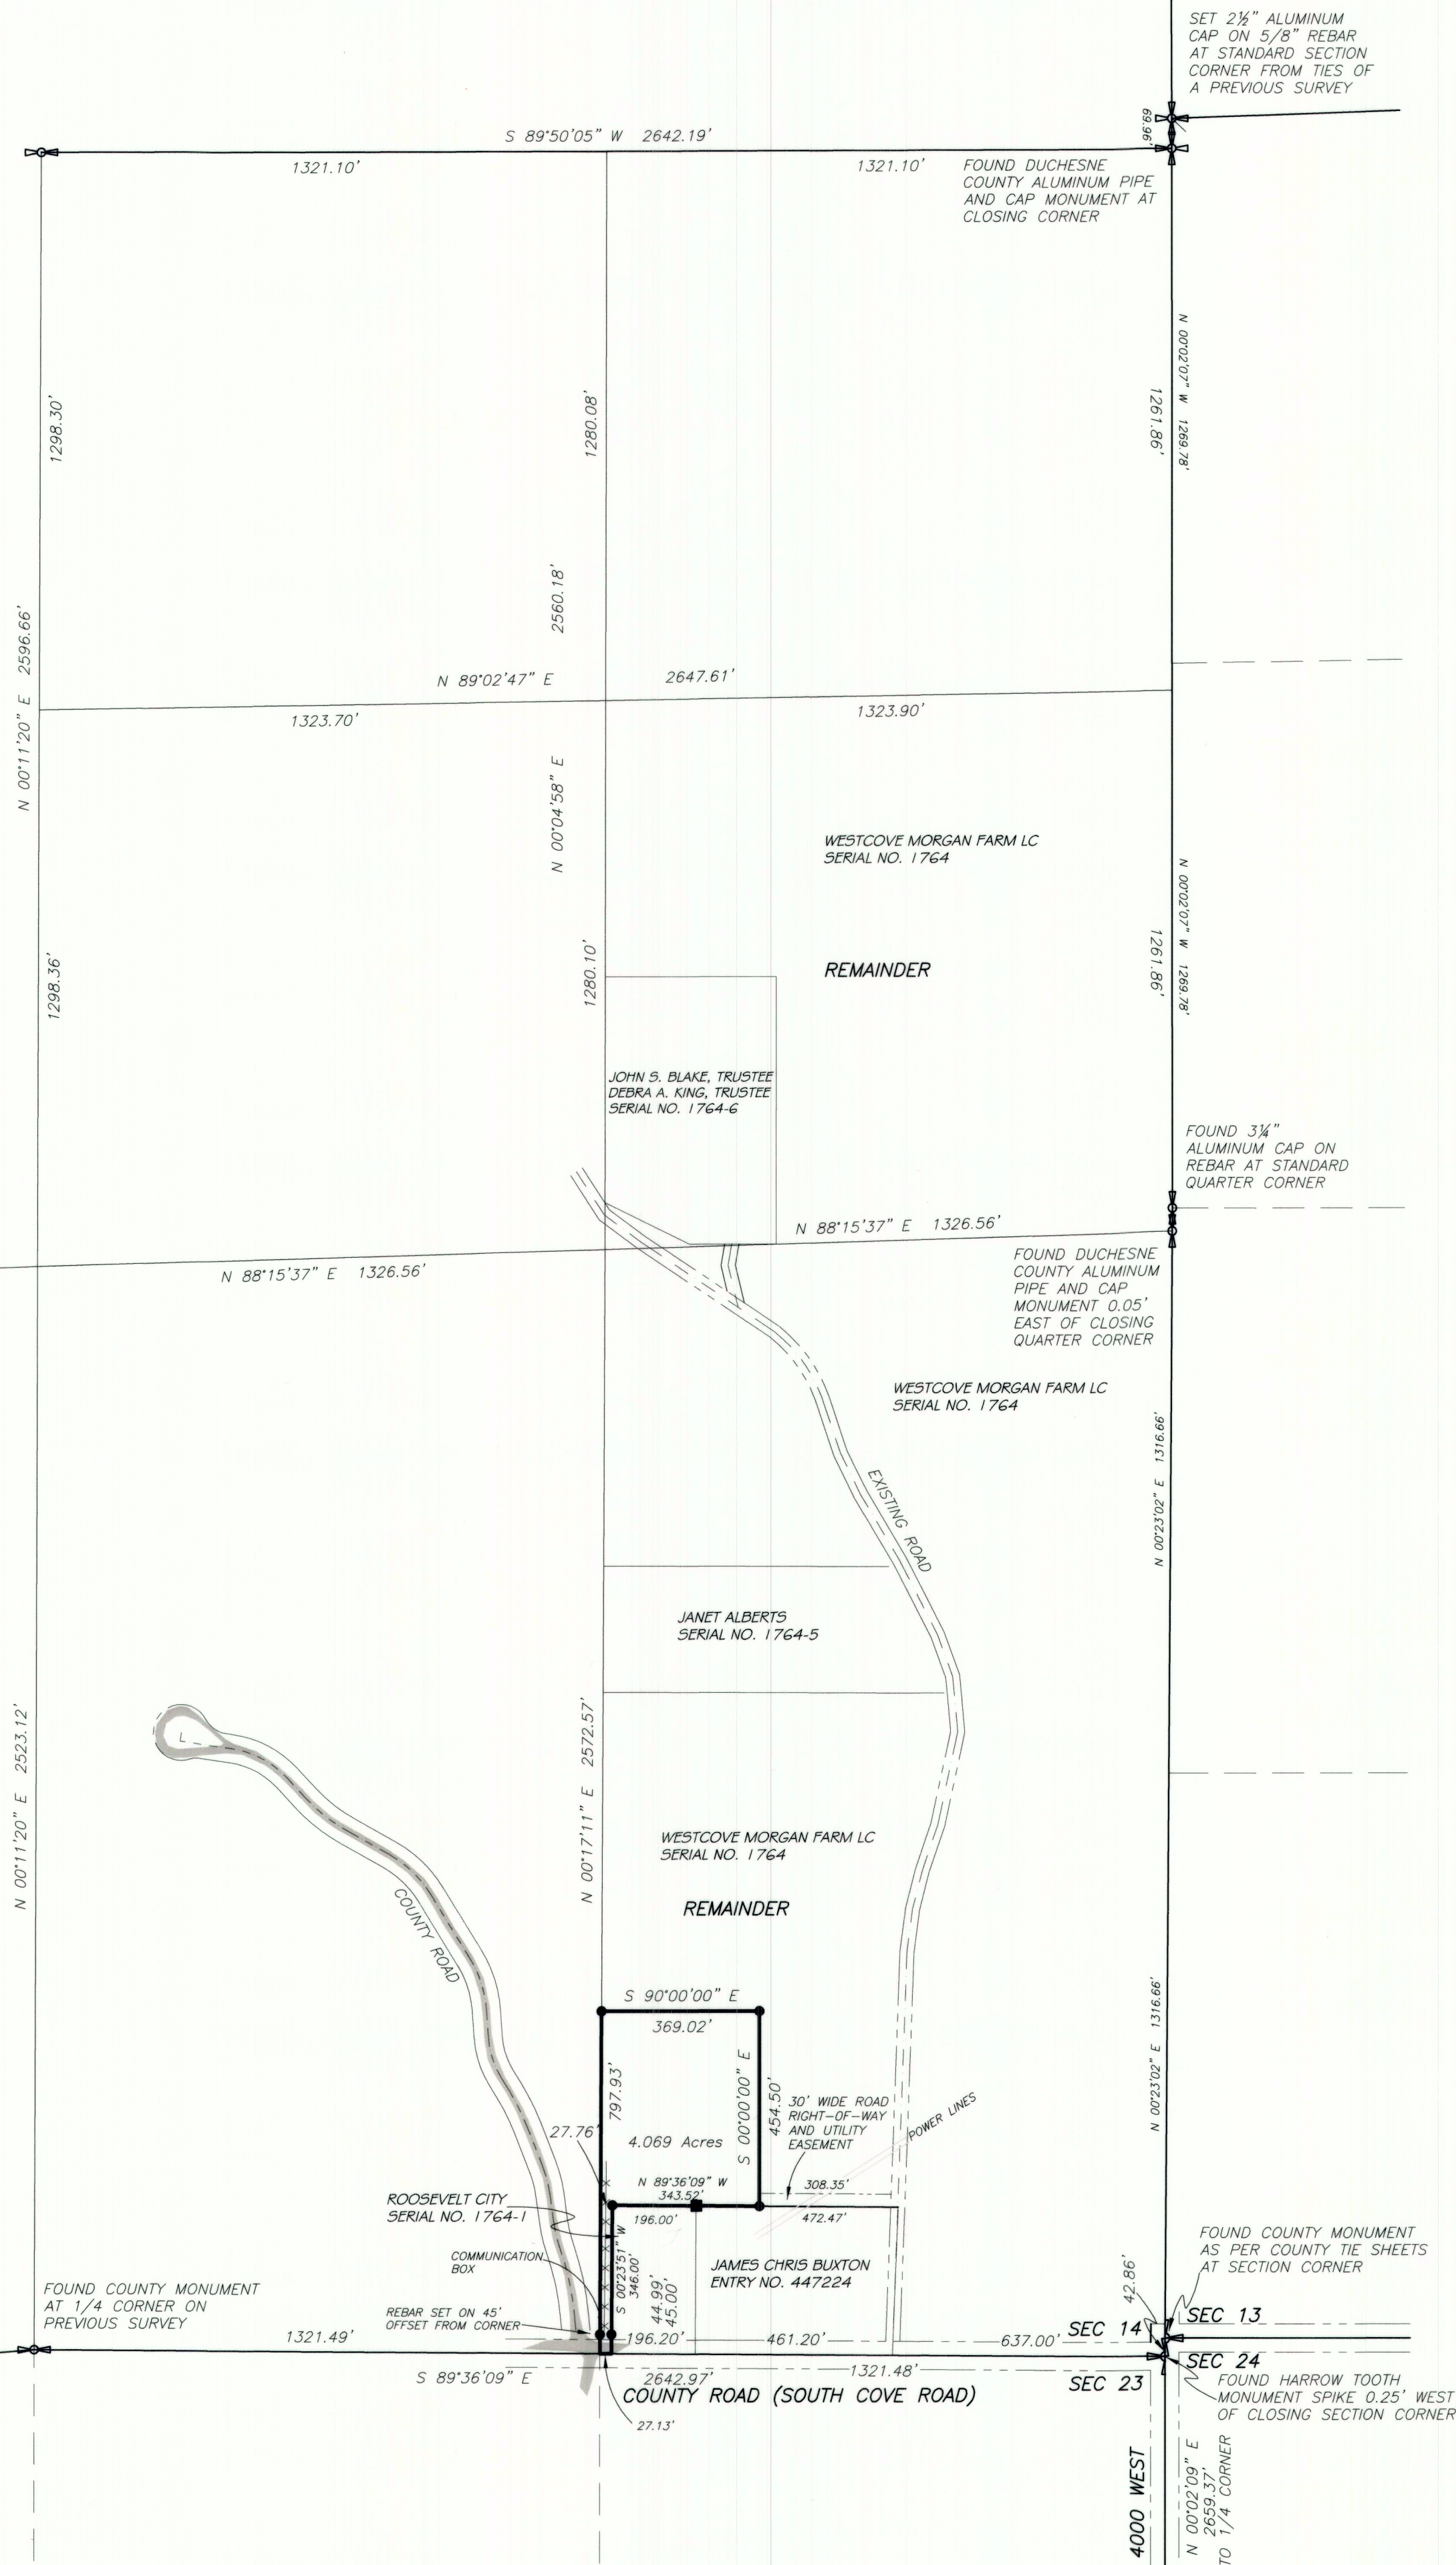 SET 2½" ALUMINUM
CAP ON 5/8" REBAR
AT STANDARD SECTION
CORNER FROM TIES OF
A PREVIOUS SURVEY
69.96'
S 89°50'05" W 2642.19'
1321.10'
1321.10'
FOUND DUCHESNE
COUNTY ALUMINUM PIPE
AND CAP MONUMENT AT
CLOSING CORNER
N 00°02'07" W 1269.78'
1298.30'
1280.08'
1261.86'
2560.18'
N 00°11'20" E 2596.66'
N 89°02'47" E 2647.61'
1323.70'
1323.90'
N 00°04'58" E
WESTCOVE MORGAN FARM LC
SERIAL NO. 1764
N 00°02'07" W 1269.78'
1298.36'
1280.10'
1261.86'
REMAINDER
JOHN S. BLAKE, TRUSTEE
DEBRA A. KING, TRUSTEE
SERIAL NO. 1764-6
FOUND 3¼"
ALUMINUM CAP ON
REBAR AT STANDARD
QUARTER CORNER
N 88°15'37" E 1326.56'
N 88°15'37" E 1326.56'
FOUND DUCHESNE
COUNTY ALUMINUM
PIPE AND CAP
MONUMENT 0.05'
EAST OF CLOSING
QUARTER CORNER
WESTCOVE MORGAN FARM LC
SERIAL NO. 1764
N 00°23'02" E 1316.66'
EXISTING ROAD
JANET ALBERTS
SERIAL NO. 1764-5
N 00°11'20" E 2523.12'
N 00°17'11" E 2572.57'
WESTCOVE MORGAN FARM LC
SERIAL NO. 1764
REMAINDER
COUNTY ROAD
N 00°23'02" E 1316.66'
S 90°00'00" E
369.02'
797.93'
S 00°00'00" E
454.50'
30' WIDE ROAD
RIGHT-OF-WAY
AND UTILITY
EASEMENT
POWER LINES
27.76'
4.069 Acres
N 89°36'09" W
343.52'
308.35'
ROOSEVELT CITY
SERIAL NO. 1764-1
196.00'
472.47'
S 00°23'51" W
346.00'
COMMUNICATION
BOX
JAMES CHRIS BUXTON
ENTRY NO. 447224
44.99'
45.00'
42.86'
FOUND COUNTY MONUMENT
AS PER COUNTY TIE SHEETS
AT SECTION CORNER
FOUND COUNTY MONUMENT
AT 1/4 CORNER ON
PREVIOUS SURVEY
REBAR SET ON 45'
OFFSET FROM CORNER
1321.49'
196.20'
461.20'
637.00'
SEC 14
SEC 13
S 89°36'09" E 2642.97'
1321.48'
SEC 23
SEC 24
COUNTY ROAD (SOUTH COVE ROAD)
27.13'
FOUND HARROW TOOTH
MONUMENT SPIKE 0.25' WEST
OF CLOSING SECTION CORNER
4000 WEST
N 00°02'09" E
2659.37'
TO 1/4 CORNER